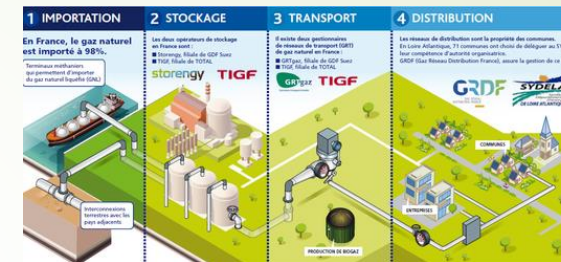 1 IMPORTATION
En France, le gaz naturel
est importé à 98%.
Terminaux méthaniers
qui permettent d'importer
du gaz naturel liquéfié (GNL)
Interconnexions
terrestres avec les
pays adjacents
2 STOCKAGE
Les deux opérateurs de stockage
en France sont :
Storengy, filiale de GDF Suez
TIGF, filiale de TOTAL
storengy TIGF
3 TRANSPORT
Il existe deux gestionnaires
de réseaux de transport (GRT)
de gaz naturel en France :
GRTgaz, filiale de GDF Suez
TIGF, filiale de TOTAL
GRTgaz TIGF
PRODUCTION DE BIOGAZ
4 DISTRIBUTION
Les réseaux de distribution sont la propriété des communes.
En Loire Atlantique, 71 communes ont choisi de déléguer au
leur compétence d'autorité organisatrice.
GRDF (Gaz Réseau Distribution France), assure la gestion de ce
GRDF
SYDELA
DE LOIRE ATLANTIQUE
COMMUNES
ENTREPRISES